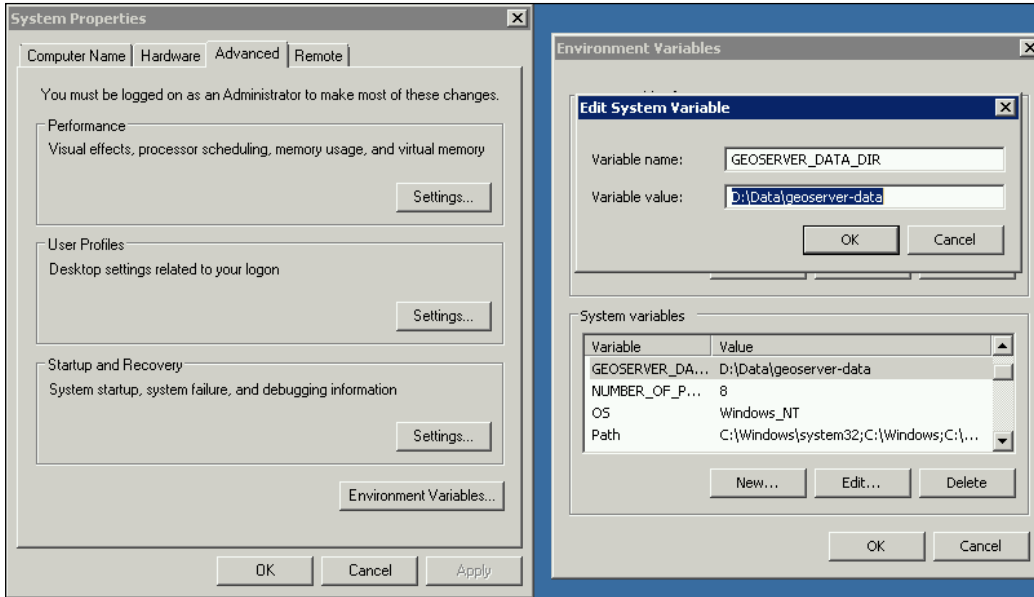 System Properties
Computer Name
Hardware
Advanced
Remote
You must be logged on as an Administrator to make most of these changes.
Performance
Visual effects, processor scheduling, memory usage, and virtual memory
Settings...
User Profiles
Desktop settings related to your logon
Settings...
Startup and Recovery
System startup, system failure, and debugging information
Settings...
Environment Variables...
OK
Cancel
Apply
Environment Variables
Edit System Variable
Variable name:
GEOSERVER_DATA_DIR
Variable value:
D:\Data\geoserver-data
OK
Cancel
System variables
Variable
Value
GEOSERVER_DA... D:\Data\geoserver-data
NUMBER_OF_P... 8
OS Windows_NT
Path C:\Windows\system32;C:\Windows;C:\...
New...
Edit...
Delete
OK
Cancel